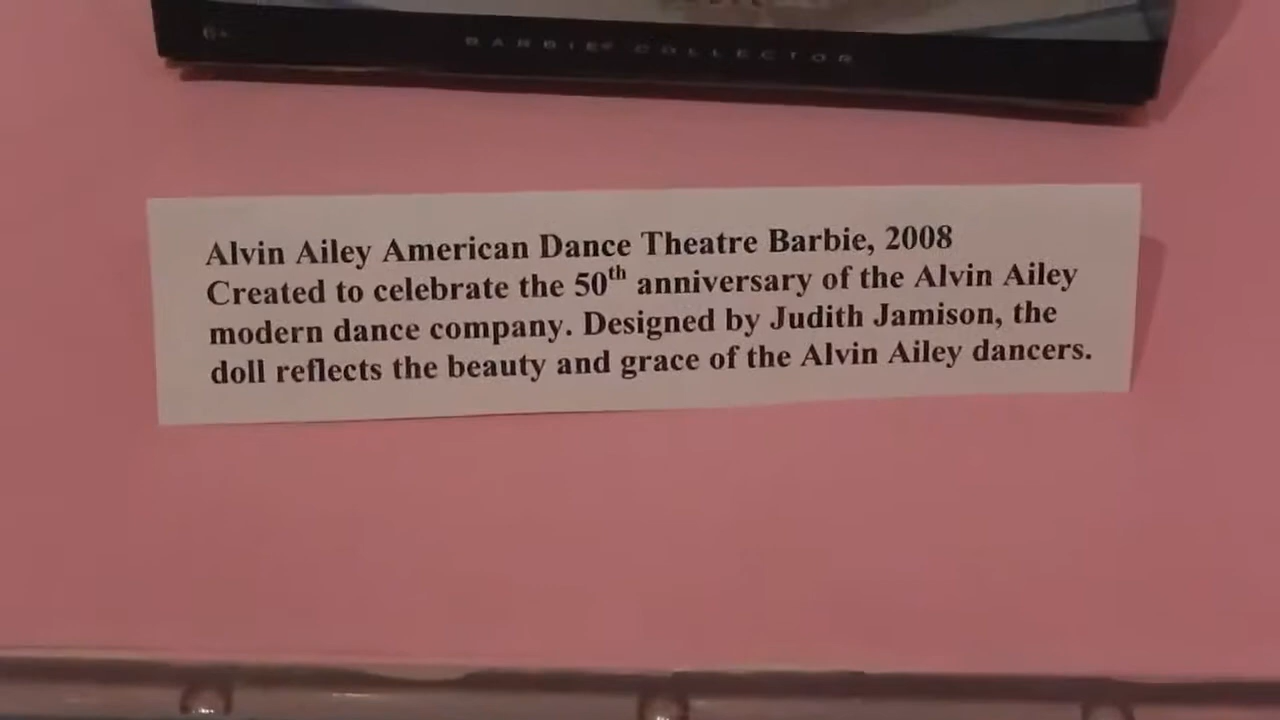 6+
BARBIE® COLLECTOR
Alvin Ailey American Dance Theatre Barbie, 2008
Created to celebrate the 50th anniversary of the Alvin Ailey
modern dance company. Designed by Judith Jamison, the
doll reflects the beauty and grace of the Alvin Ailey dancers.